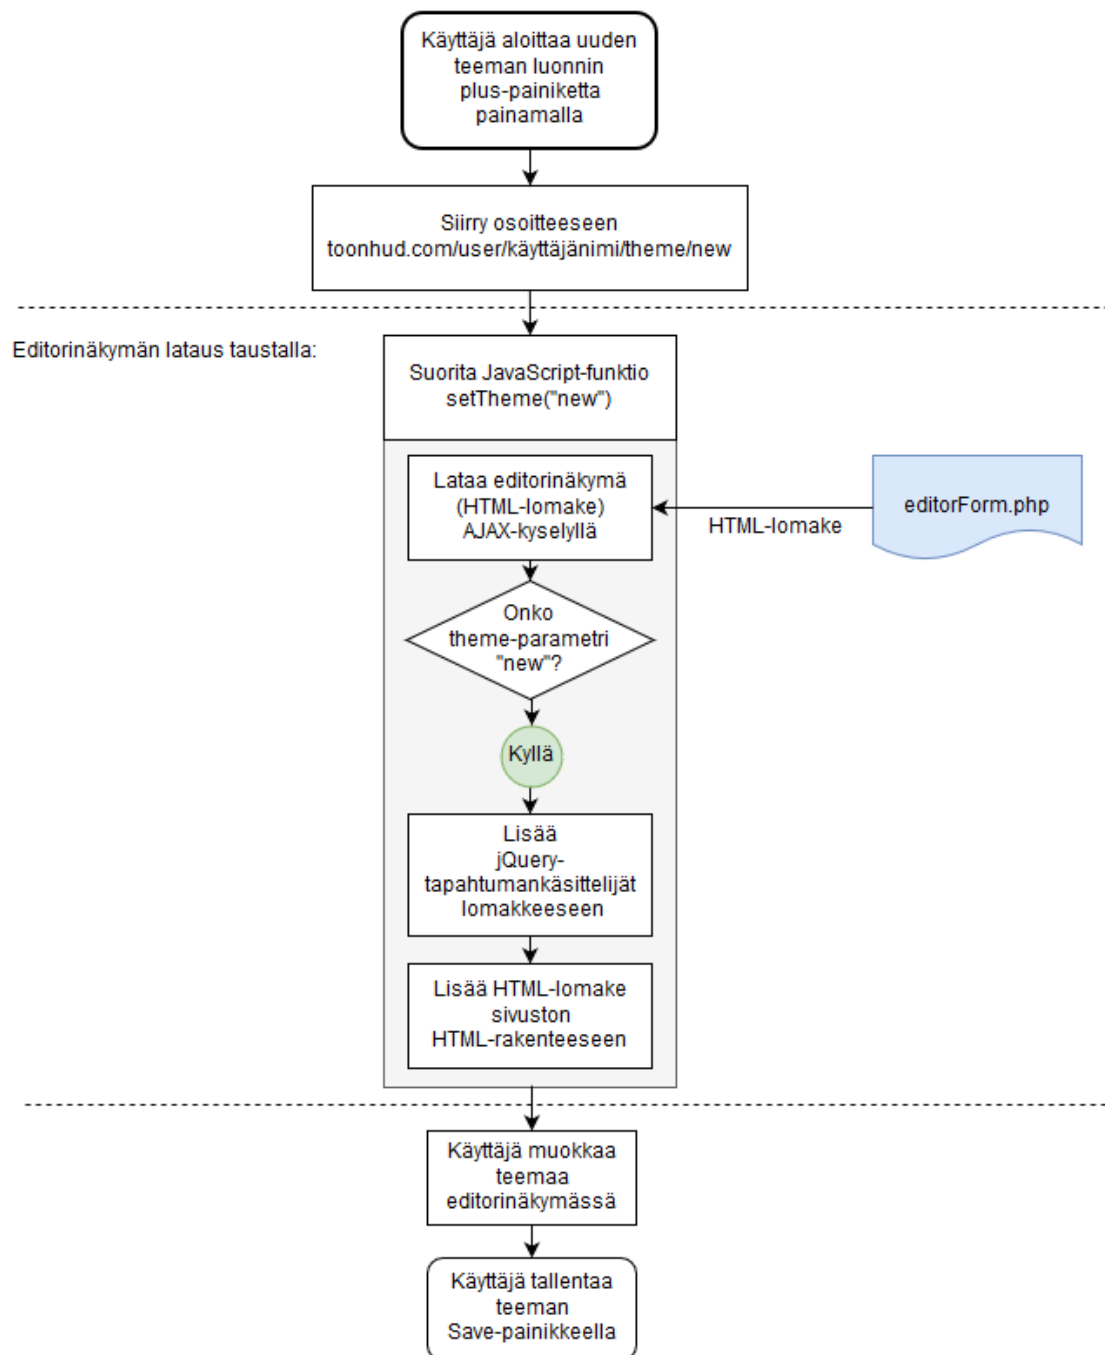 Käyttäjä aloittaa uuden
teeman luonnin
plus-painiketta
painamalla
Siirry osoitteeseen
toonhud.com/user/käyttäjänimi/theme/new
Editorinäkymän lataus taustalla:
Suorita JavaScript-funktio
setTheme("new")
Lataa editorinäkymä
(HTML-lomake)
AJAX-kyselyllä
HTML-lomake
editorForm.php
Onko
theme-parametri
"new"?
Kyllä
Lisää
jQuery-
tapahtumankäsittelijät
lomakkeeseen
Lisää HTML-lomake
sivuston
HTML-rakenteeseen
Käyttäjä muokkaa
teemaa
editorinäkymässä
Käyttäjä tallentaa
teeman
Save-painikkeella